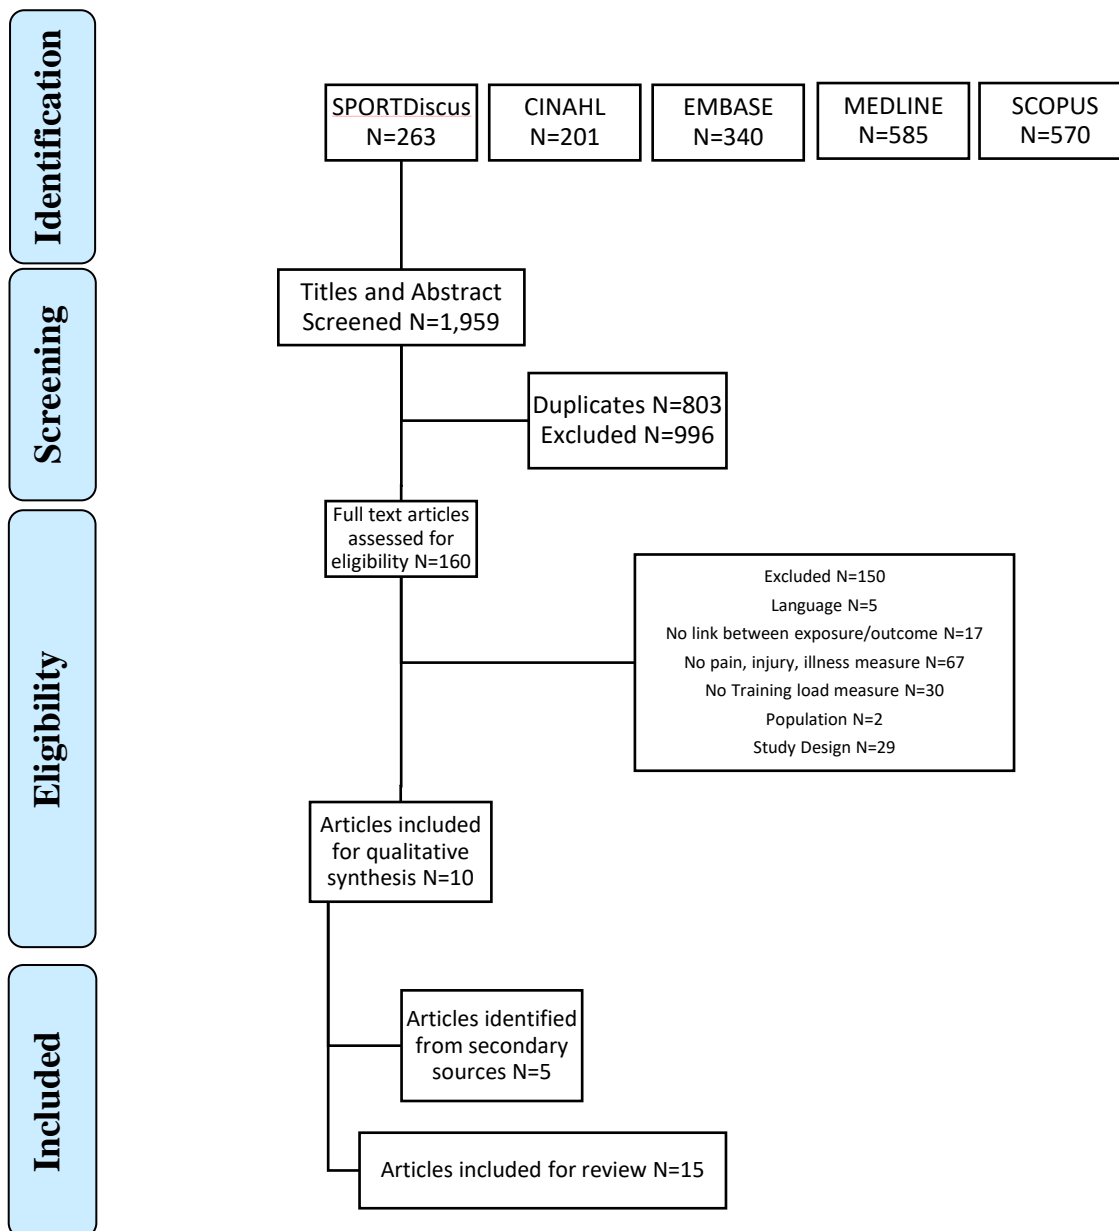 Identification
SPORTDiscus
N=263
CINAHL
N=201
EMBASE
N=340
MEDLINE
N=585
SCOPUS
N=570
Screening
Titles and Abstract
Screened N=1,959
Duplicates N=803
Excluded N=996
Eligibility
Full text articles
assessed for
eligibility N=160
Excluded N=150
Language N=5
No link between exposure/outcome N=17
No pain, injury, illness measure N=67
No Training load measure N=30
Population N=2
Study Design N=29
Articles included
for qualitative
synthesis N=10
Included
Articles identified
from secondary
sources N=5
Articles included for review N=15